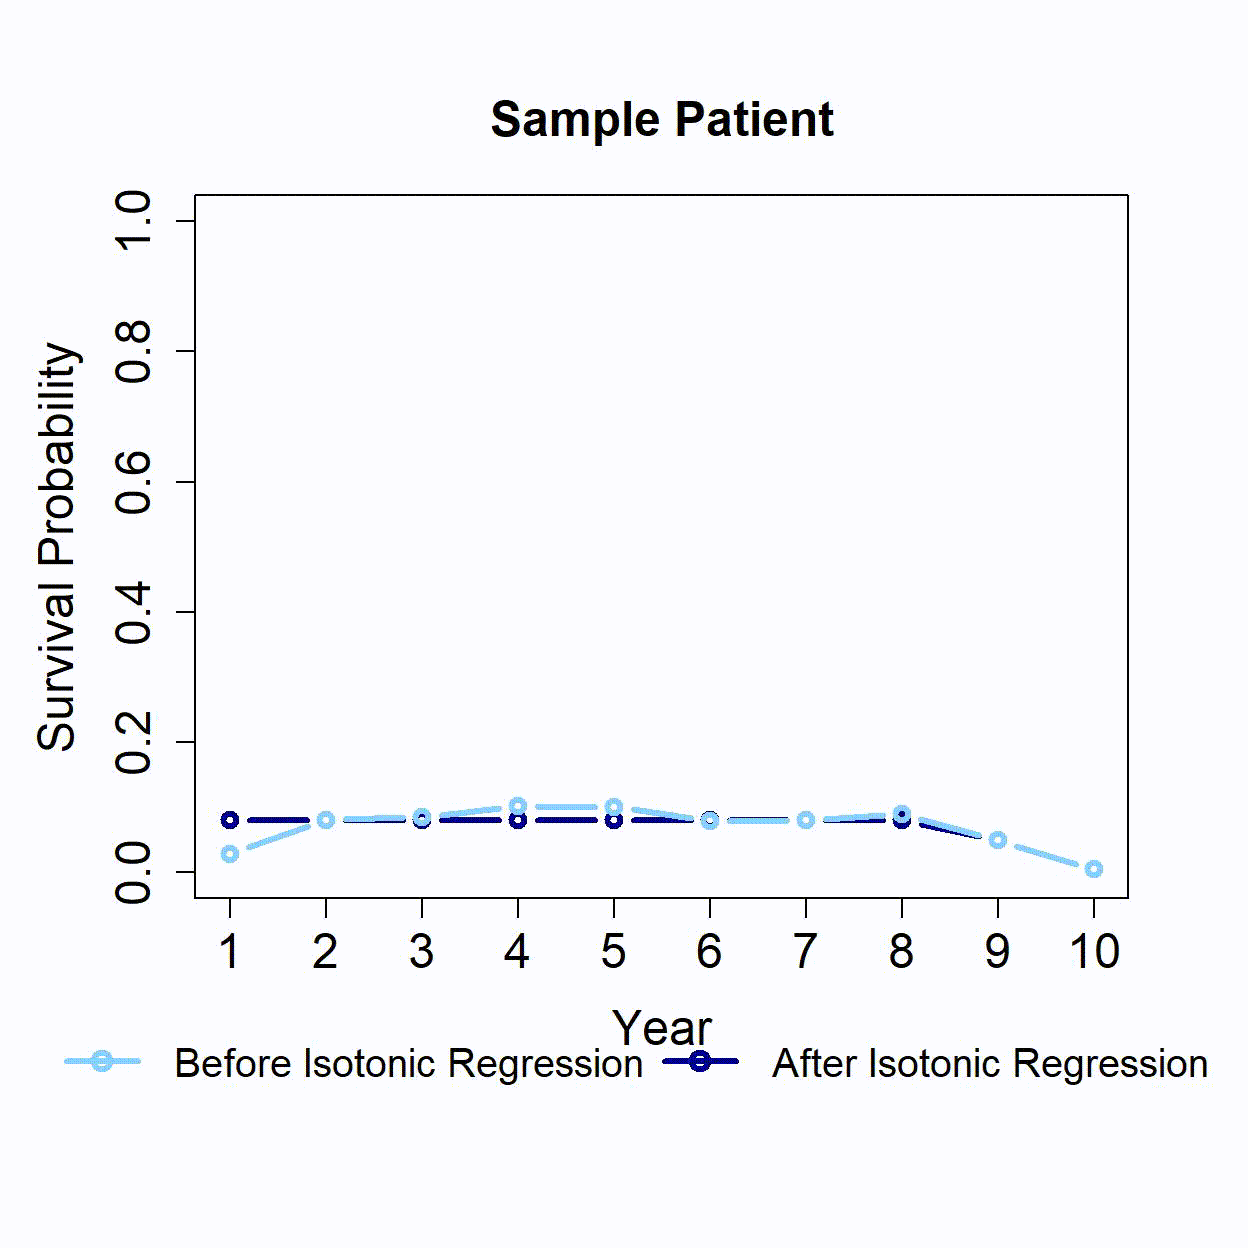 Sample Patient
Survival Probability
1.0
0.8
0.6
0.4
0.2
0.0
1 2 3 4 5 6 7 8 9 10
Year
Before Isotonic Regression After Isotonic Regression